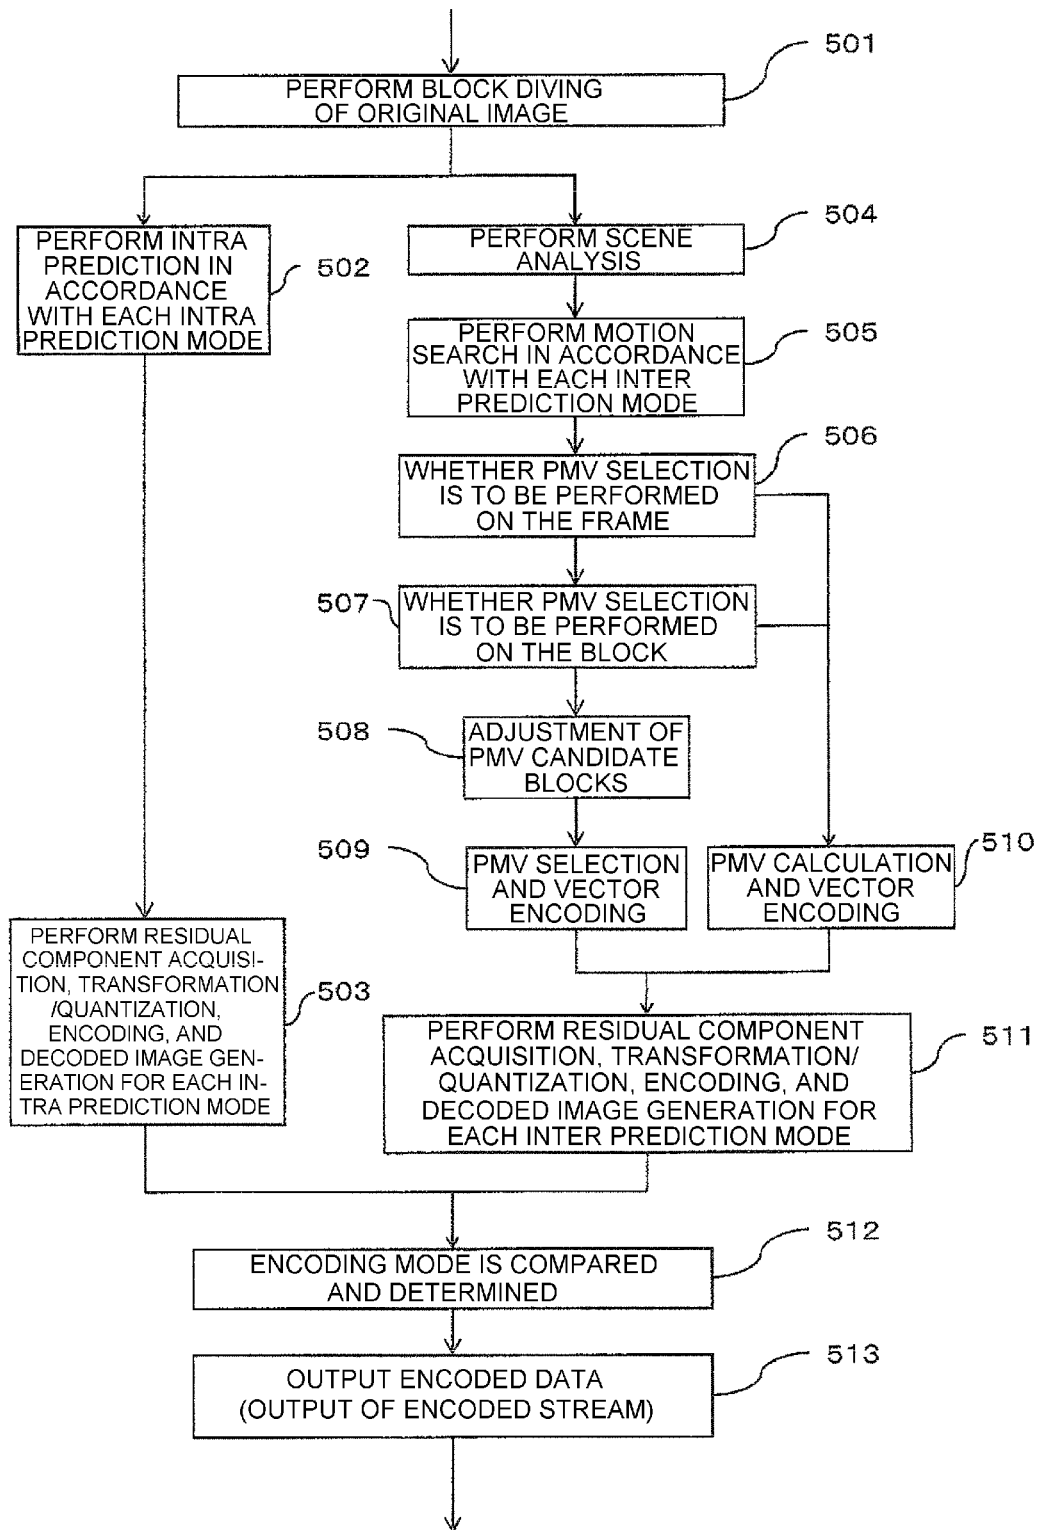 501
PERFORM BLOCK DIVING
OF ORIGINAL IMAGE
PERFORM INTRA
PREDICTION IN
ACCORDANCE
WITH EACH INTRA
PREDICTION MODE
502
504
PERFORM SCENE
ANALYSIS
505
PERFORM MOTION
SEARCH IN ACCORDANCE
WITH EACH INTER
PREDICTION MODE
506
WHETHER PMV SELECTION
IS TO BE PERFORMED
ON THE FRAME
507
WHETHER PMV SELECTION
IS TO BE PERFORMED
ON THE BLOCK
508
ADJUSTMENT OF
PMV CANDIDATE
BLOCKS
509
PMV SELECTION
AND VECTOR
ENCODING
510
PMV CALCULATION
AND VECTOR
ENCODING
PERFORM RESIDUAL
COMPONENT ACQUISI-
TION, TRANSFORMATION
/QUANTIZATION,
ENCODING, AND
DECODED IMAGE GEN-
ERATION FOR EACH IN-
TRA PREDICTION MODE
503
511
PERFORM RESIDUAL COMPONENT
ACQUISITION, TRANSFORMATION/
QUANTIZATION, ENCODING, AND
DECODED IMAGE GENERATION FOR
EACH INTER PREDICTION MODE
512
ENCODING MODE IS COMPARED
AND DETERMINED
513
OUTPUT ENCODED DATA
(OUTPUT OF ENCODED STREAM)